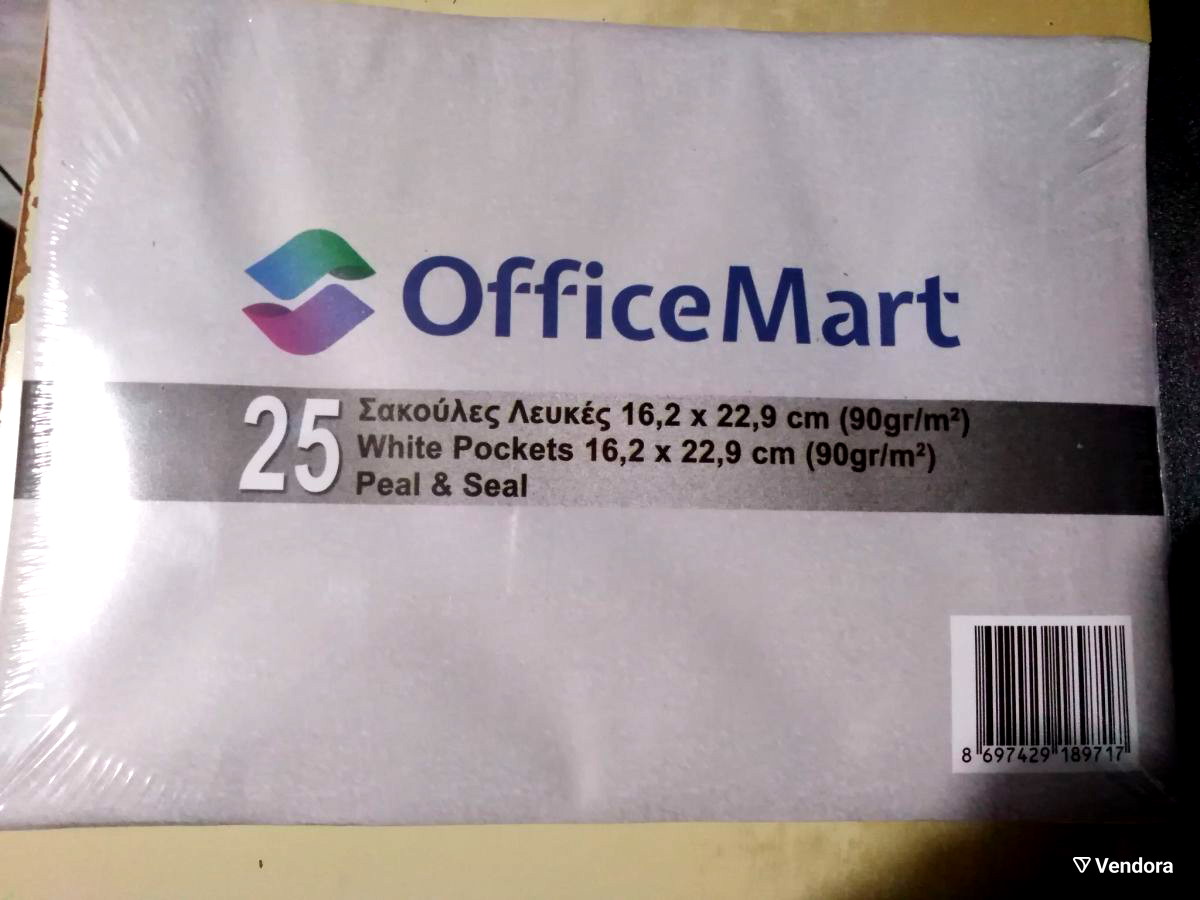 OfficeMart
25 Σακούλες Λευκές 16,2 x 22,9 cm (90gr/m²)
White Pockets 16,2 x 22,9 cm (90gr/m²)
Peal & Seal
8 697429 189717
Vendora